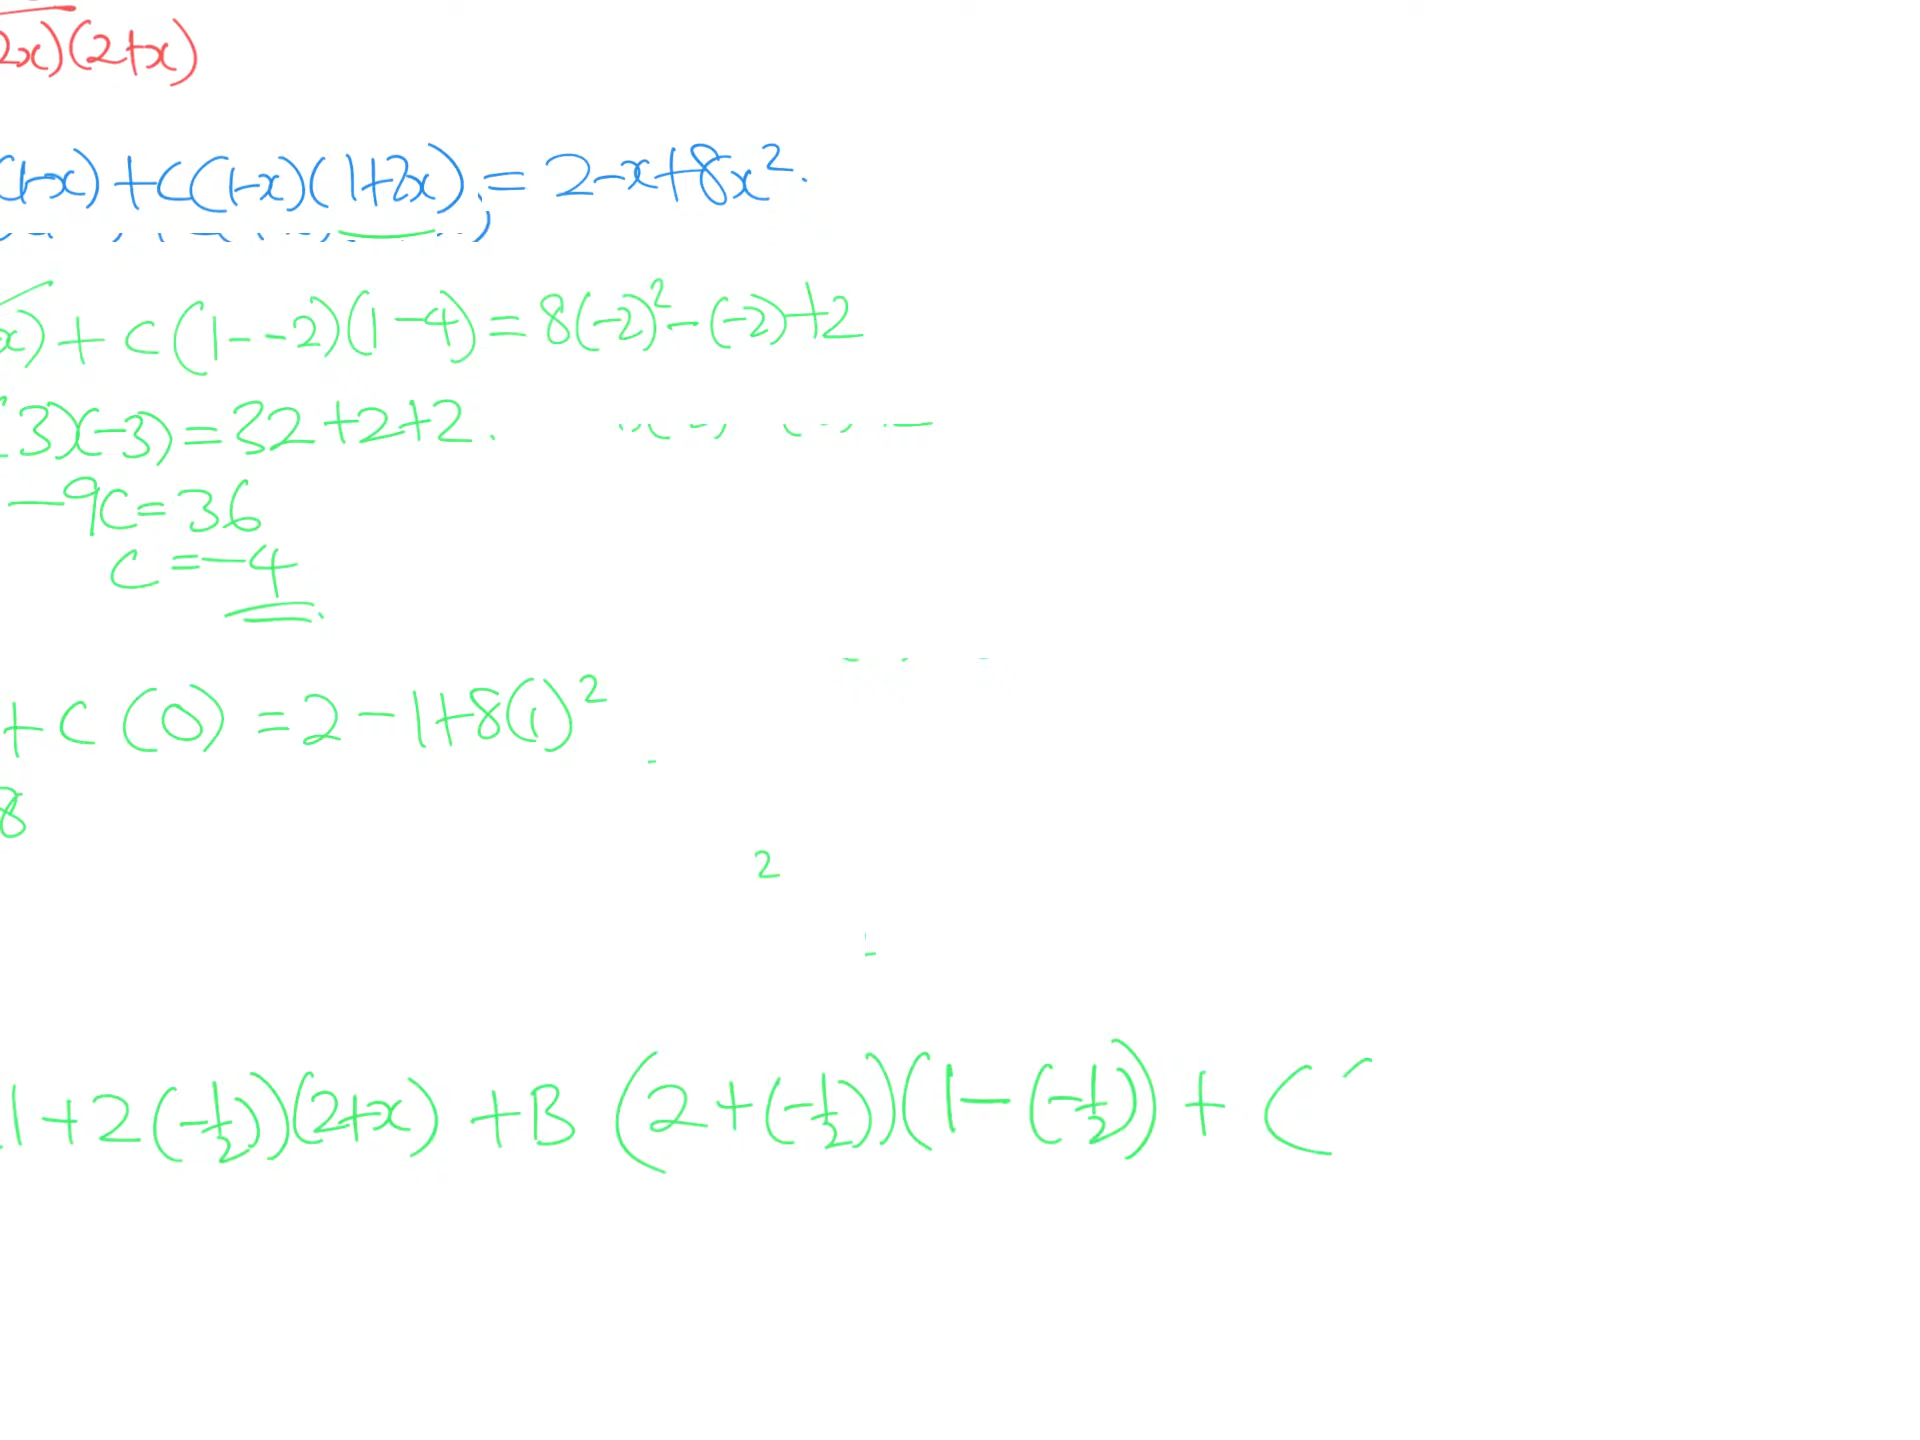 2x)(2+x)
(1-x) + C(1-x)(1+2x) = 2-x+8x².
x) + C(1--2)(1-4) = 8(-2)²-(-2)+2
(3)(-3) = 32+2+2.
-9C=36
C = -4
+ C (0) = 2-1+8(1)²
8
2
1+2(-1/2))(2+x) + B (2+(-1/2))(1-(-1/2)) + C